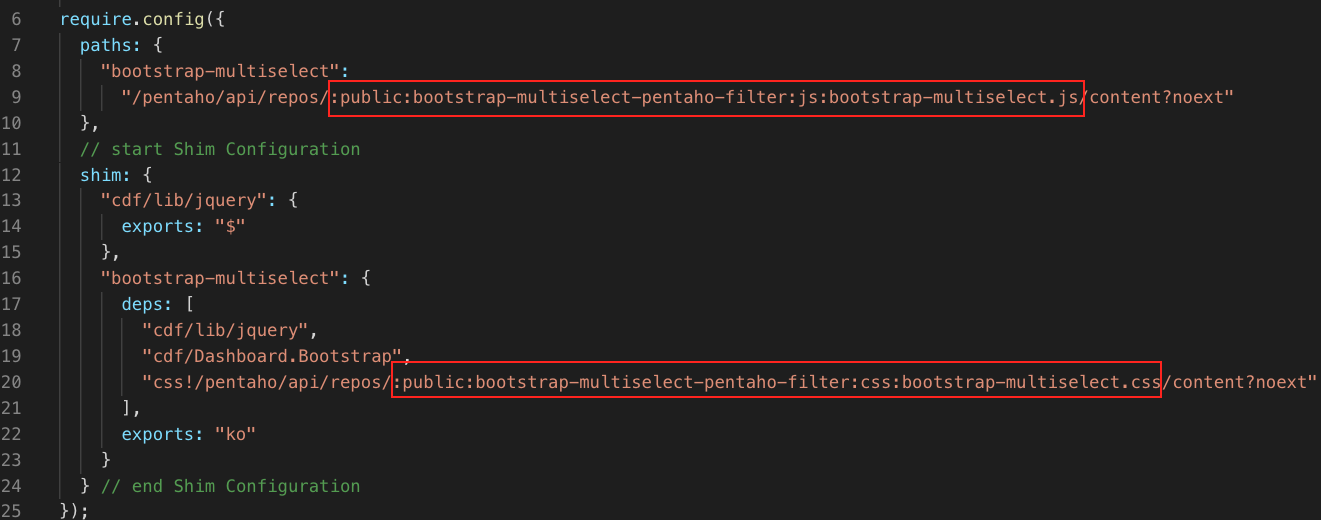 6 require.config({
7 paths: {
8 "bootstrap-multiselect":
9 "/pentaho/api/repos/:public:bootstrap-multiselect-pentaho-filter:js:bootstrap-multiselect.js/content?noext"
10 },
11 // start Shim Configuration
12 shim: {
13 "cdf/lib/jquery": {
14 exports: "$"
15 },
16 "bootstrap-multiselect": {
17 deps: [
18 "cdf/lib/jquery",
19 "cdf/Dashboard.Bootstrap",
20 "css!/pentaho/api/repos/:public:bootstrap-multiselect-pentaho-filter:css:bootstrap-multiselect.css/content?noext"
21 ],
22 exports: "ko"
23 }
24 } // end Shim Configuration
25 });